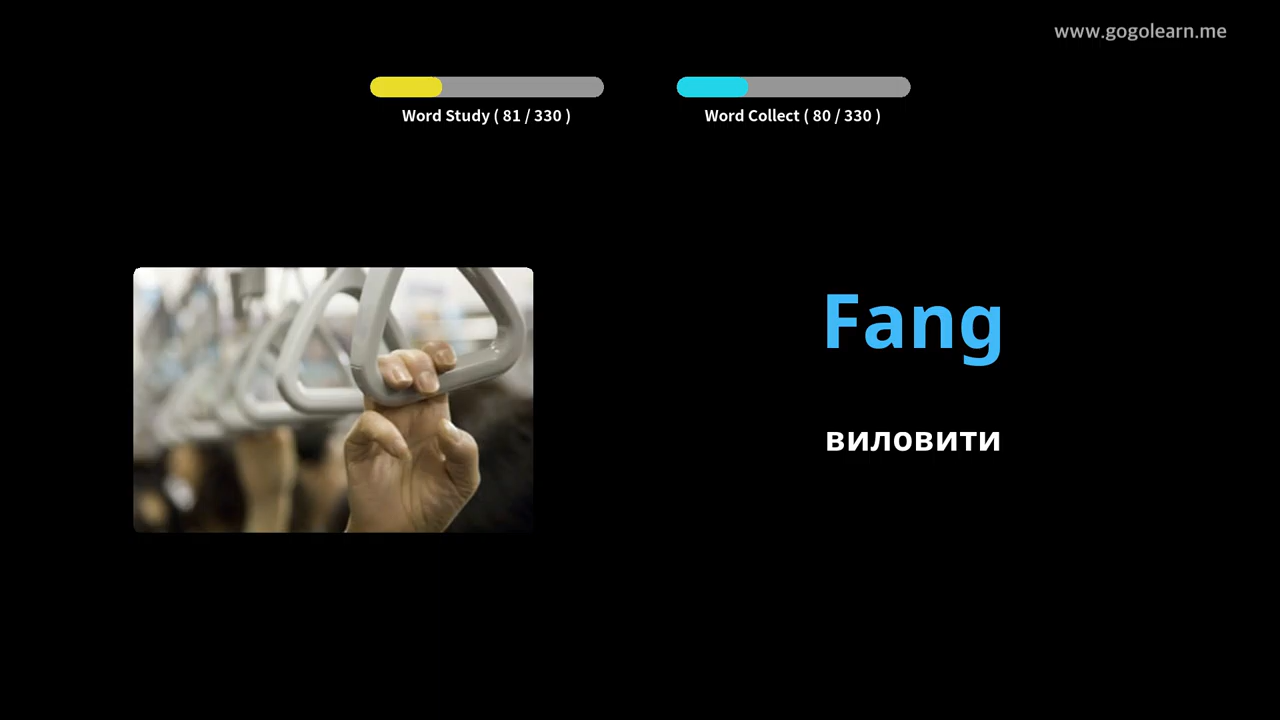 www.gogolearn.me
Word Study ( 81 / 330 )
Word Collect ( 80 / 330 )
Fang
виловити